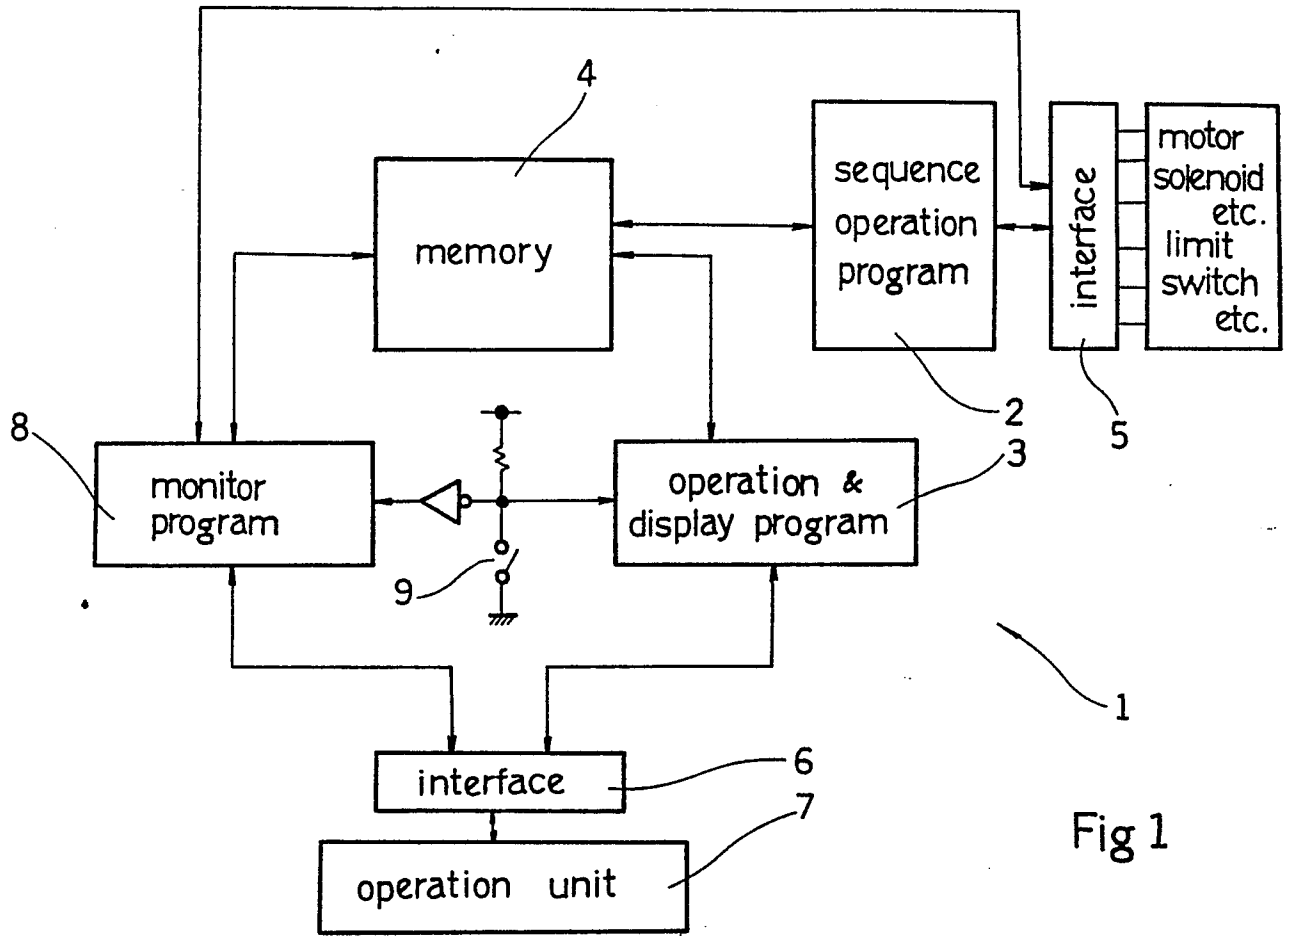 4
memory
sequence
operation
program
interface
motor
solenoid
etc.
limit
switch
etc.
2
5
8
monitor
program
9
operation &
display program
3
1
interface
6
operation unit
7
Fig 1